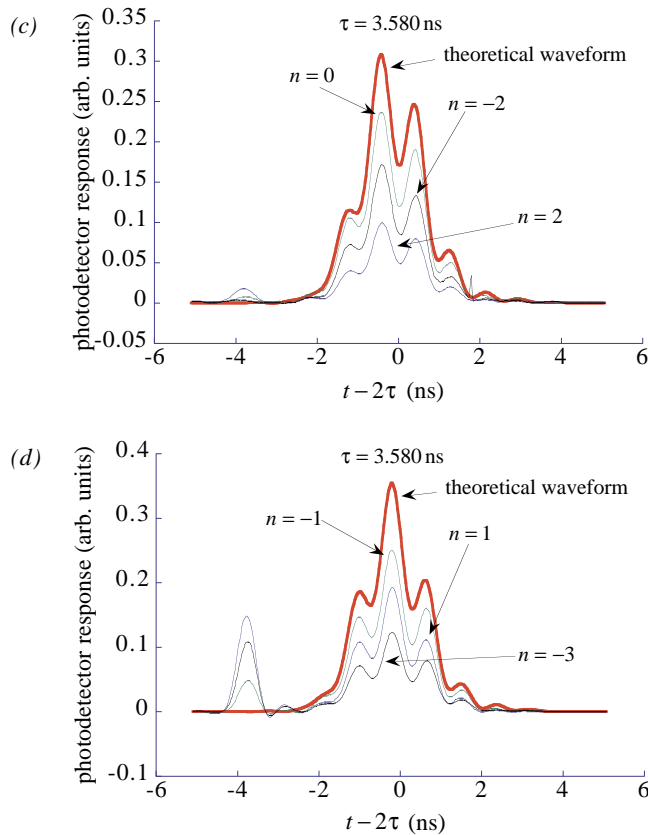 (c)
τ = 3.580 ns
theoretical waveform
n = 0
n = −2
n = 2
photodetector response (arb. units)
0.35
0.3
0.25
0.2
0.15
0.1
0.05
0
-0.05
-6
-4
-2
0
2
4
6
t − 2τ (ns)
(d)
τ = 3.580 ns
theoretical waveform
n = −1
n = 1
n = −3
photodetector response (arb. units)
0.4
0.3
0.2
0.1
0
-0.1
-6
-4
-2
0
2
4
6
t − 2τ (ns)